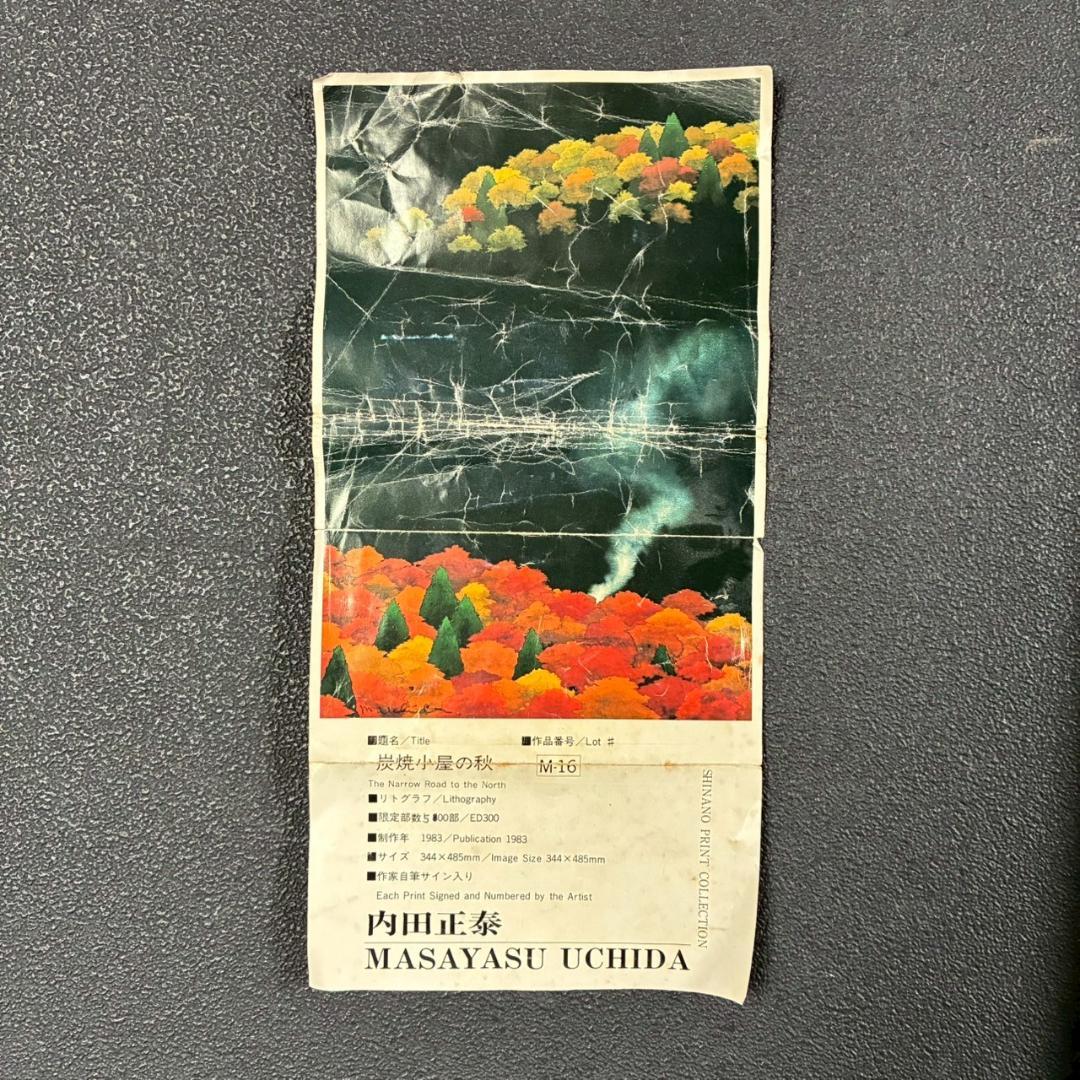 M. Uchida
■題名／Title
■作品番号／Lot ♯
炭焼小屋の秋
M-16
The Narrow Road to the North
■リトグラフ／Lithography
■限定部数500部／ED300
■制作年 1983／Publication 1983
■サイズ 344×485mm／Image Size 344×485mm
■作家自筆サイン入り
Each Print Signed and Numbered by the Artist
内田正泰
MASAYASU UCHIDA
SHINANO PRINT COLLECTION